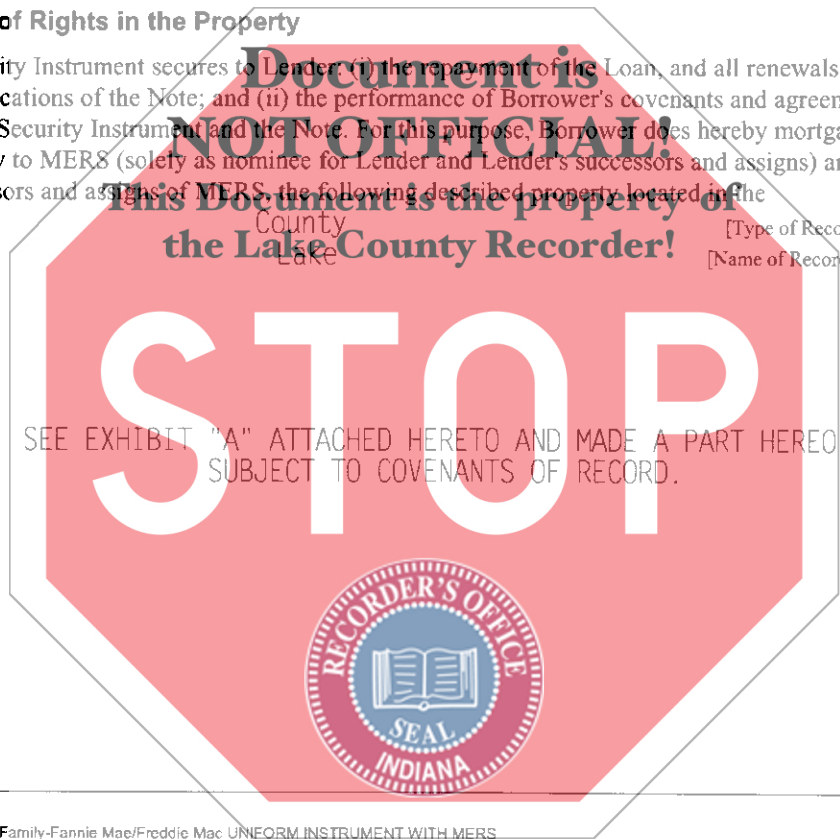 of Rights in the Property
Document is
ity Instrument secures to Lender: (i) the repayment of the Loan, and all renewals
cations of the Note; and (ii) the performance of Borrower's covenants and agreem
NOT OFFICIAL!
Security Instrument and the Note. For this purpose, Borrower does hereby mortga
to MERS (solely as nominee for Lender and Lender's successors and assigns) an
sors and assigns of MERS, the following described property located in the
This Document is the property of
County
[Type of Reco
the Lake County Recorder!
Lake
[Name of Recor
STOP
SEE EXHIBIT "A" ATTACHED HERETO AND MADE A PART HEREO
SUBJECT TO COVENANTS OF RECORD.
RECORDER'S OFFICE
SEAL
INDIANA
Family-Fannie Mae/Freddie Mac UNIFORM INSTRUMENT WITH MERS